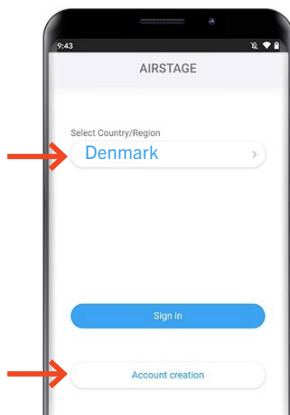 9:43
AIRSTAGE
Select Country/Region
Denmark
Sign in
Account creation